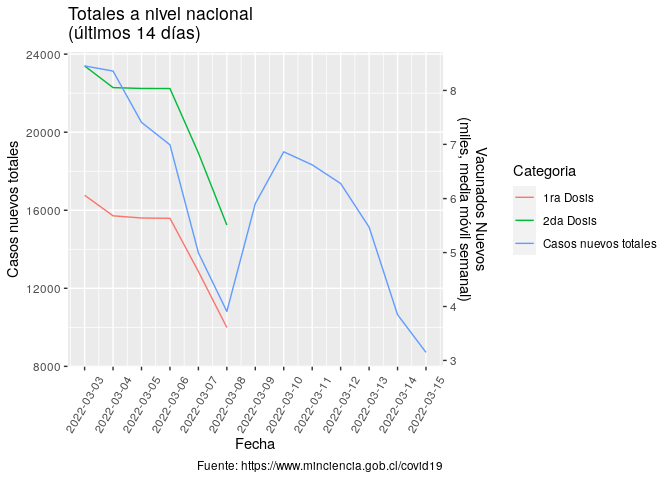 Totales a nivel nacional
(últimos 14 días)
Casos nuevos totales
24000
20000
16000
12000
8000
8
7
6
5
4
3
Vacunados Nuevos
(miles, media móvil semanal)
2022-03-03
2022-03-04
2022-03-05
2022-03-06
2022-03-07
2022-03-08
2022-03-09
2022-03-10
2022-03-11
2022-03-12
2022-03-13
2022-03-14
2022-03-15
Fecha
Fuente: https://www.minciencia.gob.cl/covid19
Categoria
1ra Dosis
2da Dosis
Casos nuevos totales